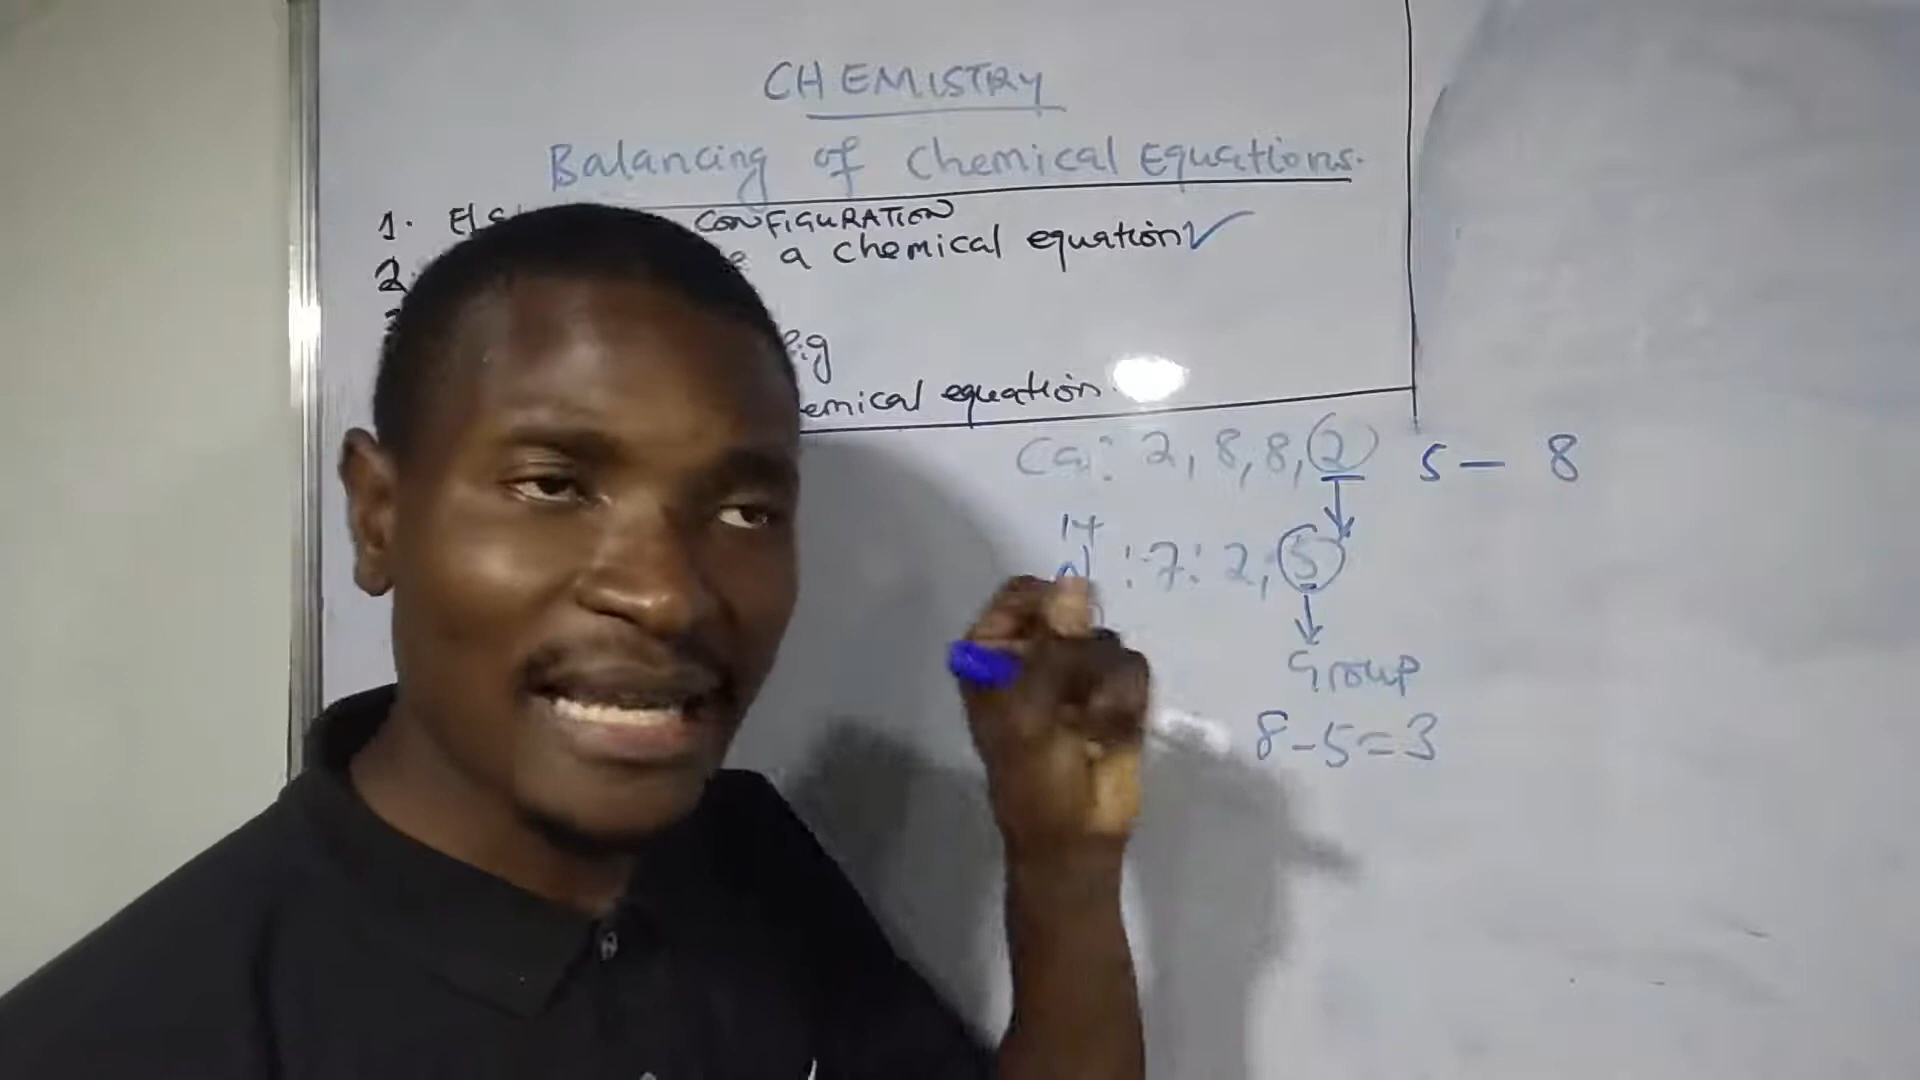 CHEMISTRY
Balancing of Chemical Equations.
1. CONFIGURATION
2. a chemical equation✓
emical equation.
Ca: 2, 8, 8, 2 5 – 8
14
N : 7: 2, 5
Group
8-5=3